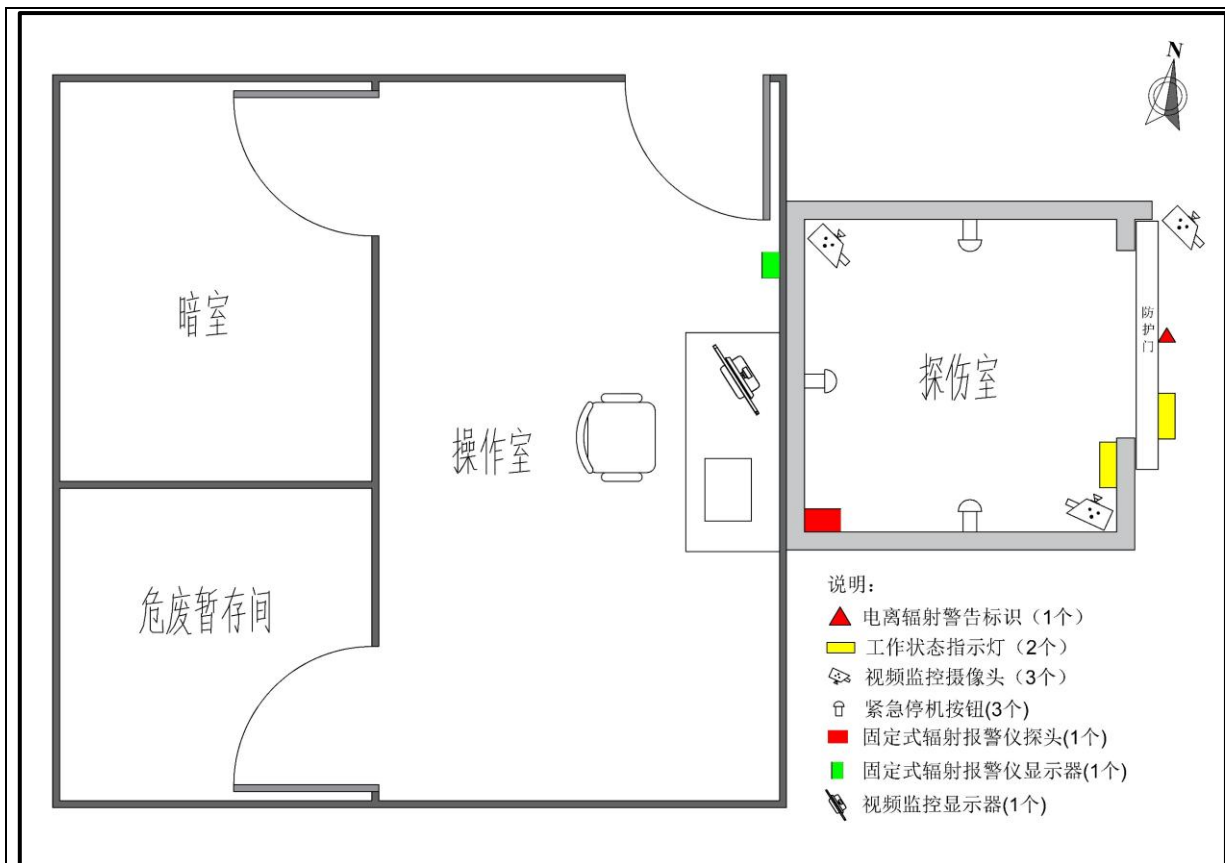 N
暗室
防护门
探伤室
操作室
危废暂存间
说明：
电离辐射警告标识（1个）
工作状态指示灯（2个）
视频监控摄像头（3个）
紧急停机按钮(3个)
固定式辐射报警仪探头(1个)
固定式辐射报警仪显示器(1个)
视频监控显示器(1个)